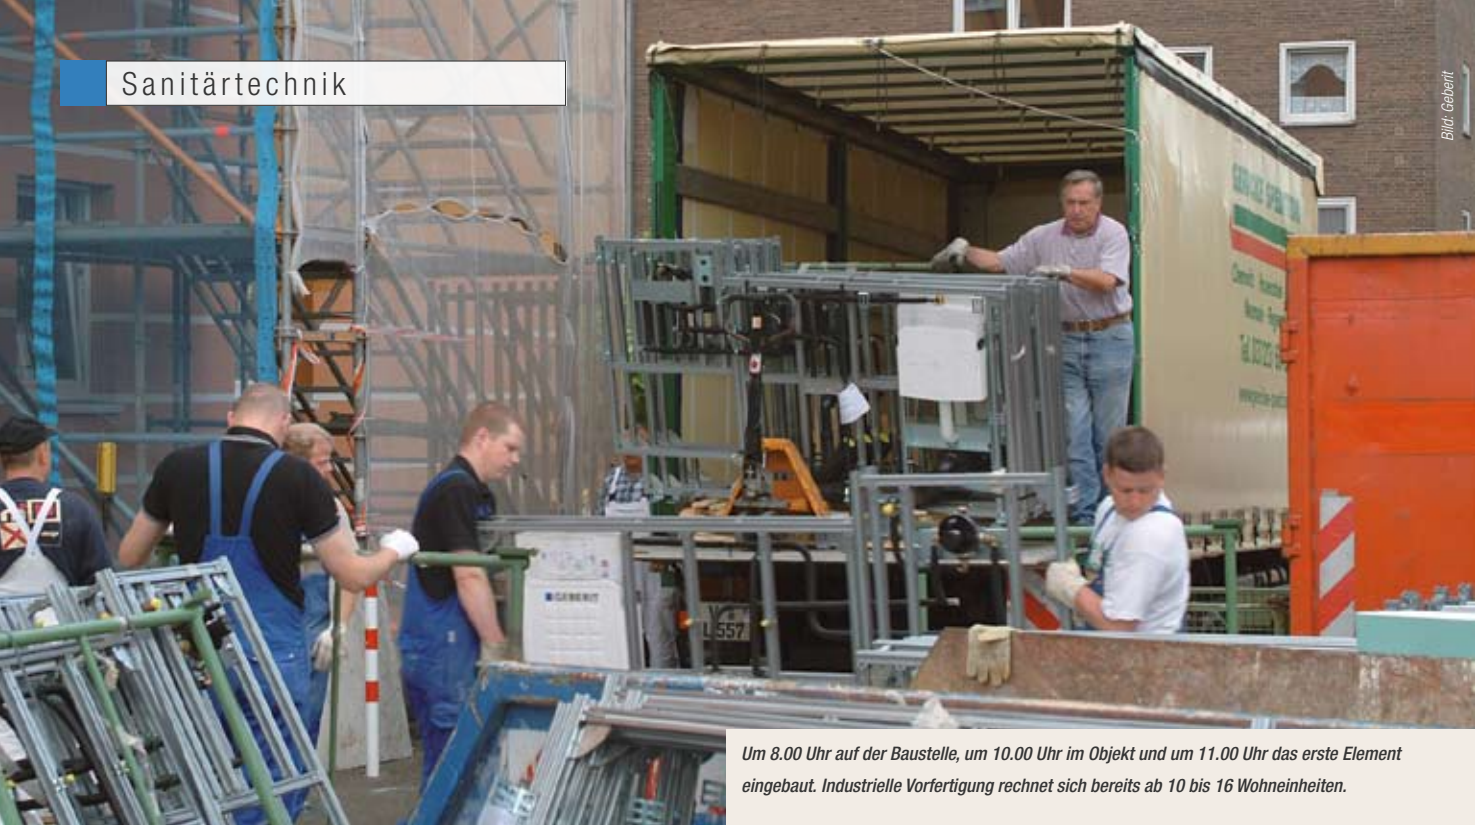 Sanitärtechnik
Bild: Geberit
GEBERIT
557
Um 8.00 Uhr auf der Baustelle, um 10.00 Uhr im Objekt und um 11.00 Uhr das erste Element
eingebaut. Industrielle Vorfertigung rechnet sich bereits ab 10 bis 16 Wohneinheiten.